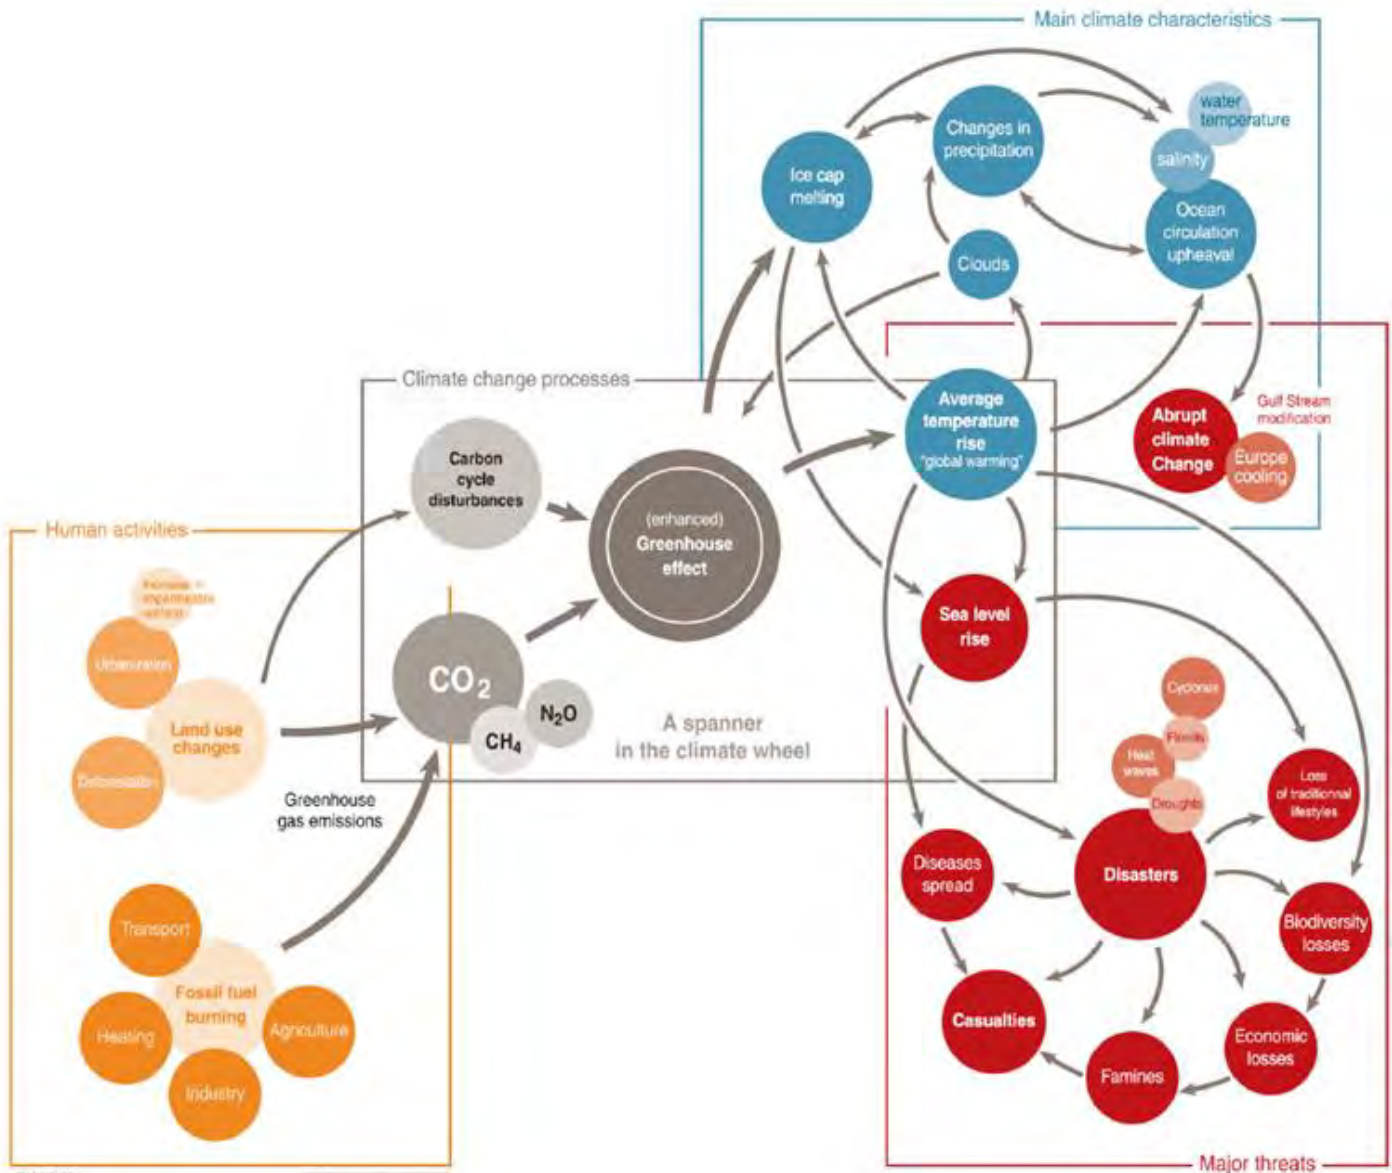 Main climate characteristics
water
temperature
salinity
Changes in
precipitation
Ice cap
melting
Ocean
circulation
upheaval
Clouds
Climate change processes
Average
temperature
rise
"global warming"
Gulf Stream
modification
Abrupt
climate
Change
Europe
cooling
Carbon
cycle
disturbances
(enhanced)
Greenhouse
effect
Human activities
Urbanization
Land use
changes
Deforestation
CO2
CH4
N2O
A spanner
in the climate wheel
Greenhouse
gas emissions
Sea level
rise
Cyclones
Floods
Heat
waves
Droughts
Loss
of traditionnal
lifestyles
Diseases
spread
Disasters
Biodiversity
losses
Transport
Fossil fuel
burning
Heating
Agriculture
Industry
Casualties
Economic
losses
Famines
Major threats